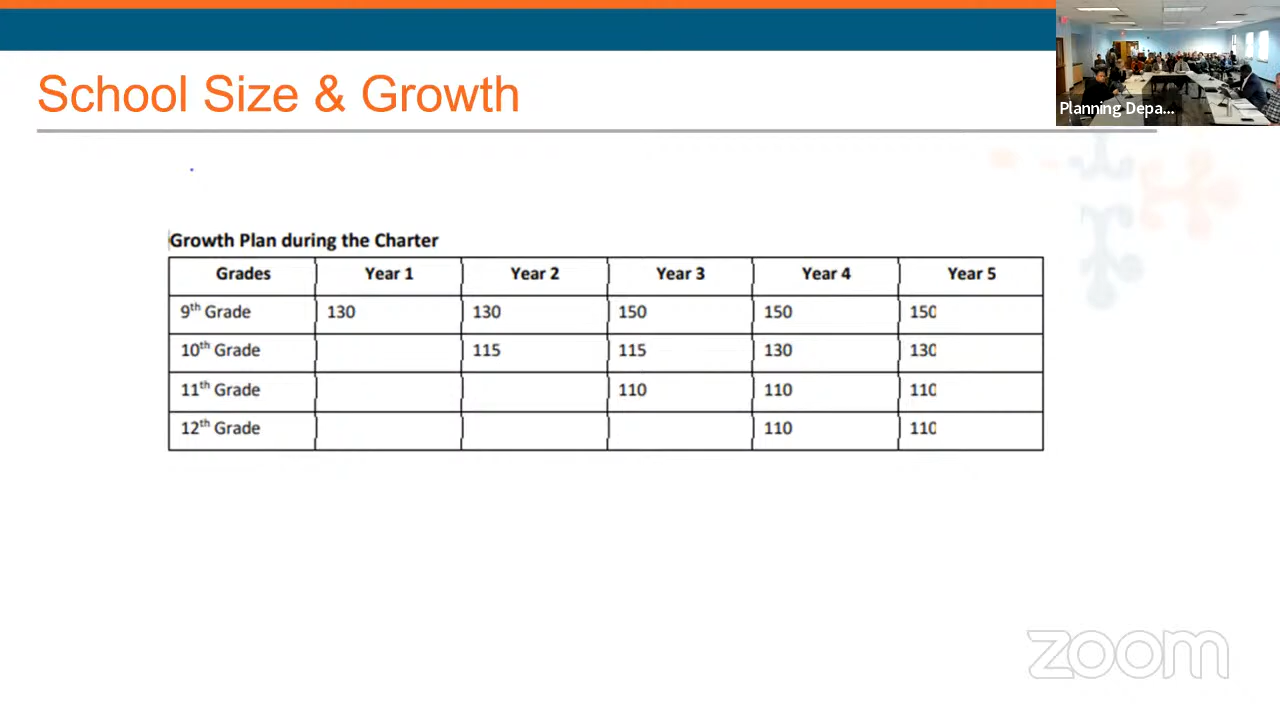 School Size & Growth
Planning Depa...
Growth Plan during the Charter
Grades Year 1 Year 2 Year 3 Year 4 Year 5
9th Grade 130 130 150 150 150
10th Grade 115 115 130 130
11th Grade 110 110 110
12th Grade 110 110
zoom